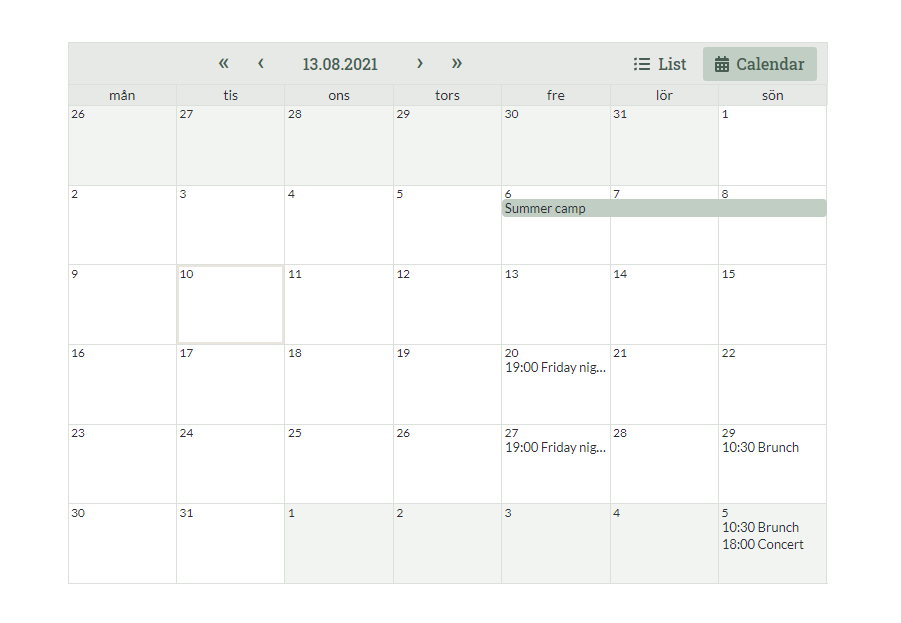 « ‹ 13.08.2021 › » List Calendar
mån tis ons tors fre lör sön
26 27 28 29 30 31 1
2 3 4 5 6 7 8
Summer camp
9 10 11 12 13 14 15
16 17 18 19 20 21 22
19:00 Friday nig...
23 24 25 26 27 28 29
19:00 Friday nig... 10:30 Brunch
30 31 1 2 3 4 5
10:30 Brunch
18:00 Concert